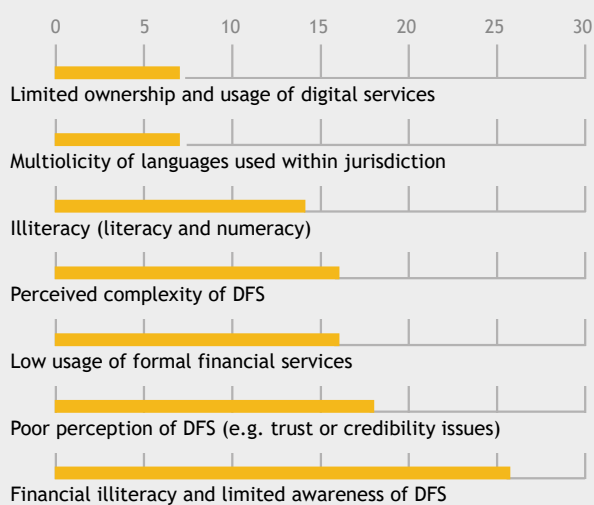 0 5 10 15 20 25 30
Limited ownership and usage of digital services
Multiolicity of languages used within jurisdiction
Illiteracy (literacy and numeracy)
Perceived complexity of DFS
Low usage of formal financial services
Poor perception of DFS (e.g. trust or credibility issues)
Financial illiteracy and limited awareness of DFS